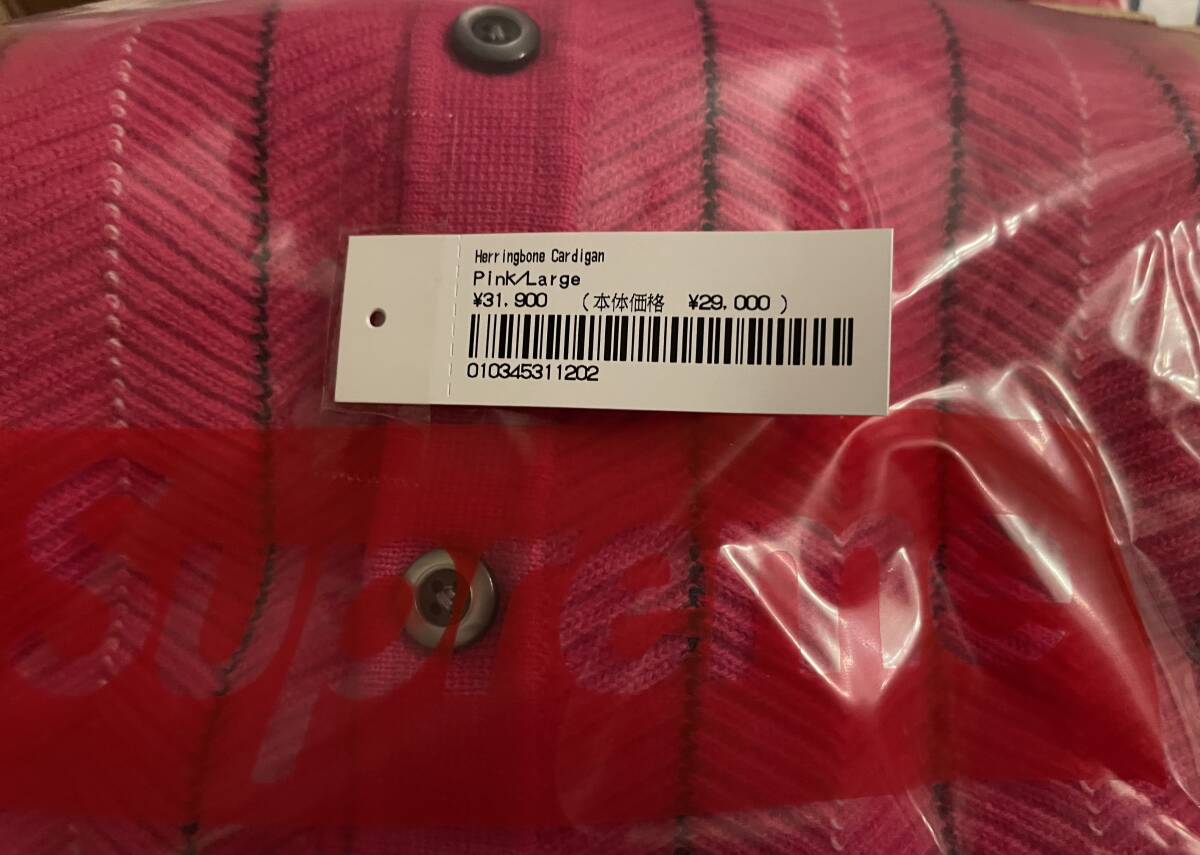 Herringbone Cardigan
Pink/Large
¥31,900 (本体価格 ¥29,000 )
010345311202
Supreme